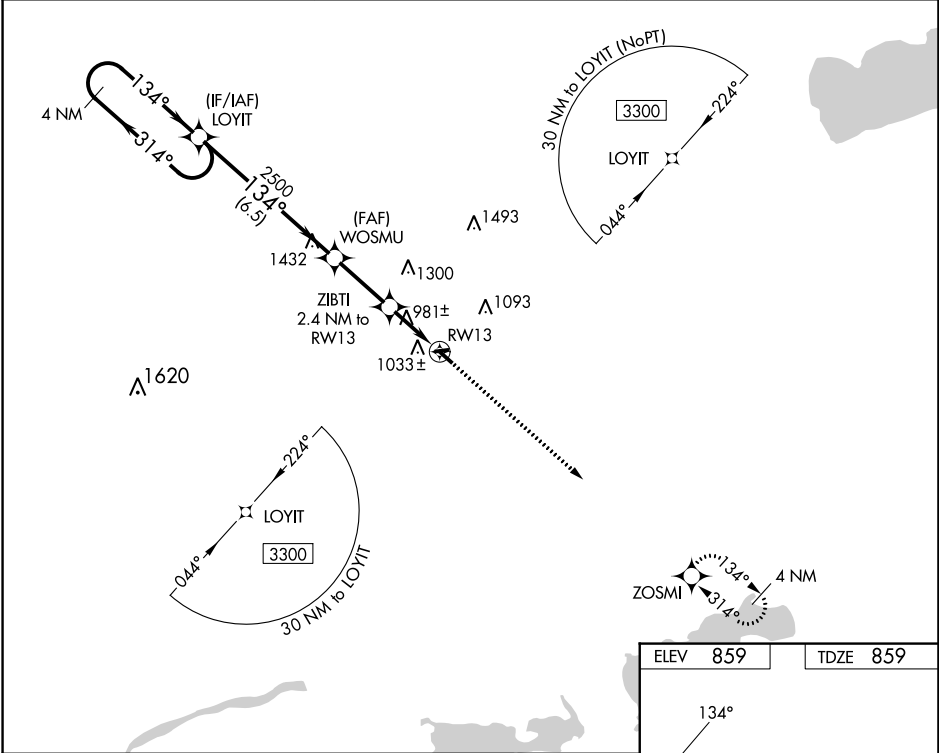 30 NM to LOYIT (NoPT)
134°
4 NM
(IF/IAF)
LOYIT
314°
224°
3300
LOYIT
044°
2500
134°
(6.5)
1493
(FAF)
WOSMU
1432
1300
ZIBTI
2.4 NM to
RW13
981±
1093
RW13
1033±
1620
224°
LOYIT
044°
3300
30 NM to LOYIT
134°
4 NM
ZOSMI
314°
ELEV 859
TDZE 859
134°